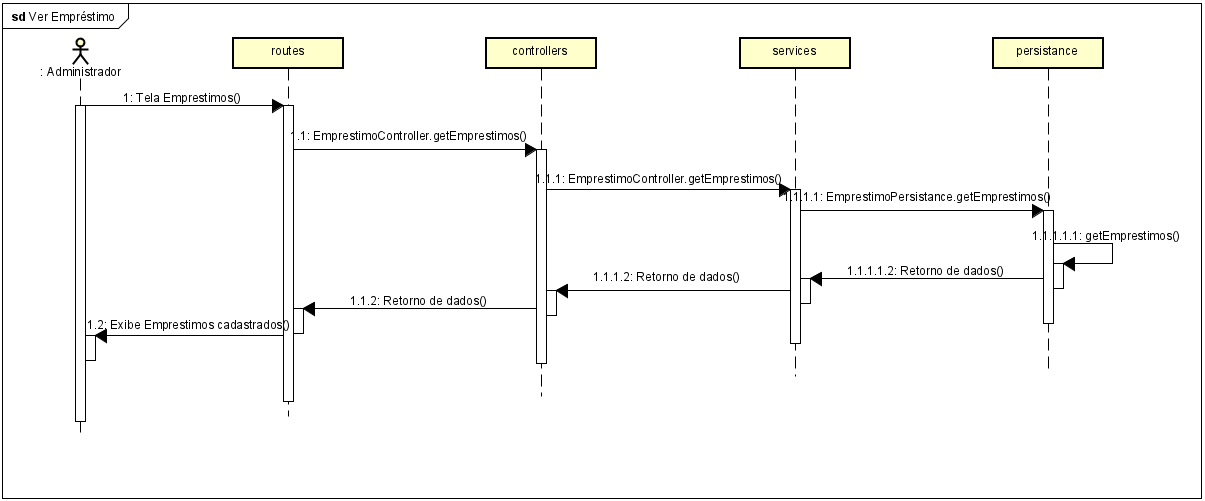 sd Ver Empréstimo
: Administrador
routes
controllers
services
persistance
1: Tela Emprestimos()
1.1: EmprestimoController.getEmprestimos()
1.1.1: EmprestimoController.getEmprestimos()
1.1.1.1: EmprestimoPersistance.getEmprestimos()
1.1.1.1.1: getEmprestimos()
1.1.1.1.2: Retorno de dados()
1.1.1.2: Retorno de dados()
1.1.2: Retorno de dados()
1.2: Exibe Emprestimos cadastrados()